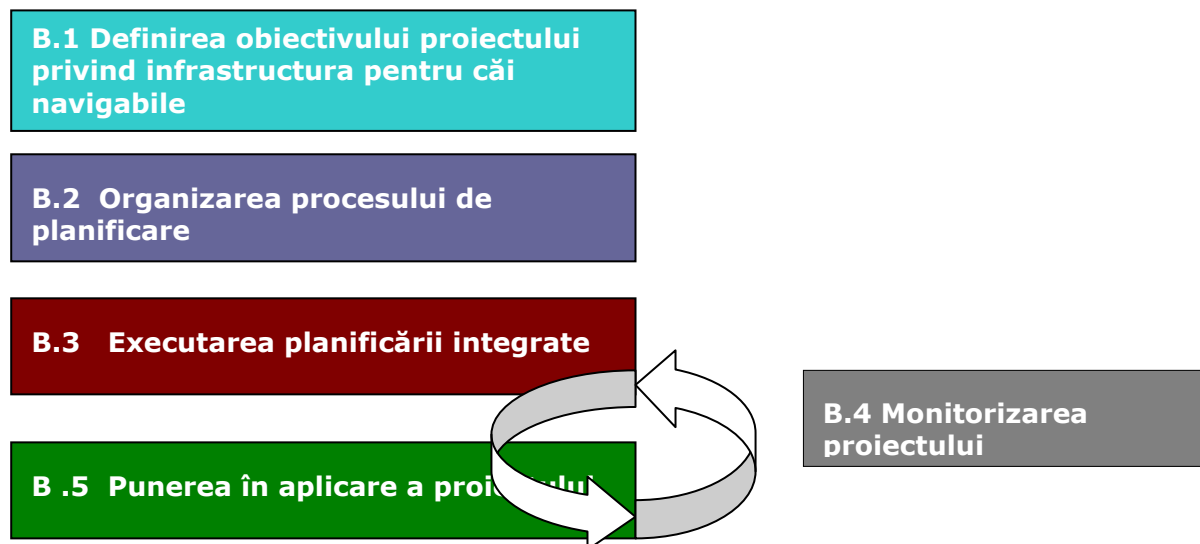 B.1 Definirea obiectivului proiectului
privind infrastructura pentru căi
navigabile
B.2 Organizarea procesului de
planificare
B.3 Executarea planificării integrate
B.4 Monitorizarea
proiectului
B .5 Punerea în aplicare a proiectului